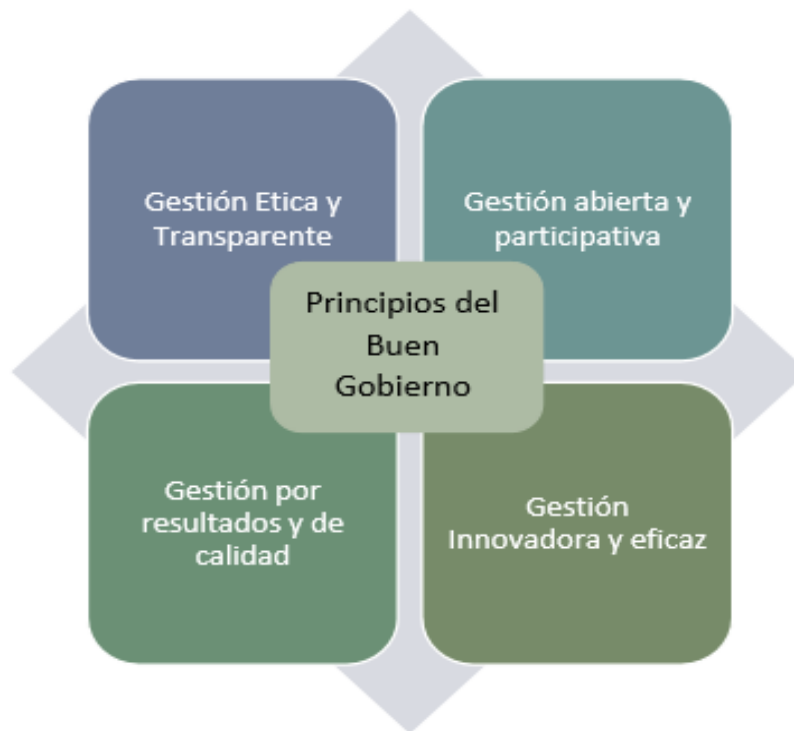 Gestión Etica y
Transparente
Gestión abierta y
participativa
Principios del
Buen
Gobierno
Gestión por
resultados y de
calidad
Gestión
Innovadora y eficaz